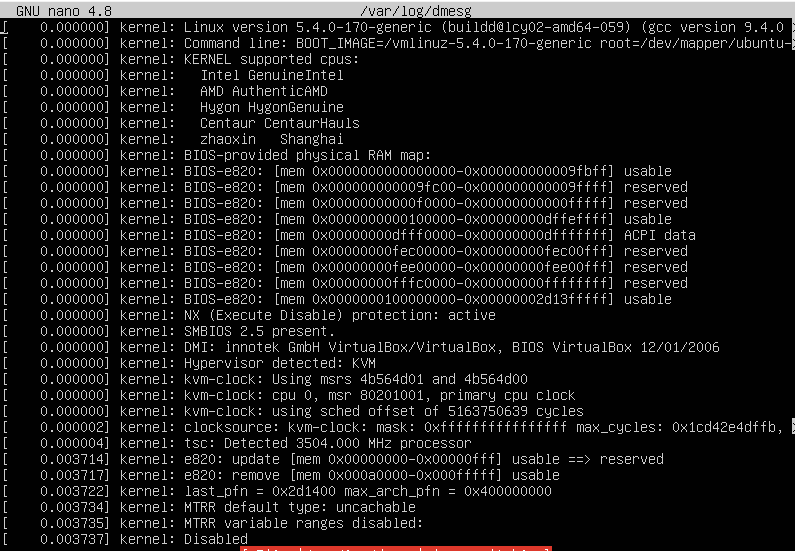 GNU nano 4.8 /var/log/dmesg
[    0.000000] kernel: Linux version 5.4.0-170-generic (buildd@lcy02-amd64-059) (gcc version 9.4.0 >
[    0.000000] kernel: Command line: BOOT_IMAGE=/vmlinuz-5.4.0-170-generic root=/dev/mapper/ubuntu->
[    0.000000] kernel: KERNEL supported cpus:
[    0.000000] kernel:   Intel GenuineIntel
[    0.000000] kernel:   AMD AuthenticAMD
[    0.000000] kernel:   Hygon HygonGenuine
[    0.000000] kernel:   Centaur CentaurHauls
[    0.000000] kernel:   zhaoxin   Shanghai
[    0.000000] kernel: BIOS-provided physical RAM map:
[    0.000000] kernel: BIOS-e820: [mem 0x0000000000000000-0x000000000009fbff] usable
[    0.000000] kernel: BIOS-e820: [mem 0x000000000009fc00-0x000000000009ffff] reserved
[    0.000000] kernel: BIOS-e820: [mem 0x00000000000f0000-0x00000000000fffff] reserved
[    0.000000] kernel: BIOS-e820: [mem 0x0000000000100000-0x00000000dffeffff] usable
[    0.000000] kernel: BIOS-e820: [mem 0x00000000dfff0000-0x00000000dfffffff] ACPI data
[    0.000000] kernel: BIOS-e820: [mem 0x00000000fec00000-0x00000000fec00fff] reserved
[    0.000000] kernel: BIOS-e820: [mem 0x00000000fee00000-0x00000000fee00fff] reserved
[    0.000000] kernel: BIOS-e820: [mem 0x00000000fffc0000-0x00000000ffffffff] reserved
[    0.000000] kernel: BIOS-e820: [mem 0x0000000100000000-0x00000002d13fffff] usable
[    0.000000] kernel: NX (Execute Disable) protection: active
[    0.000000] kernel: SMBIOS 2.5 present.
[    0.000000] kernel: DMI: innotek GmbH VirtualBox/VirtualBox, BIOS VirtualBox 12/01/2006
[    0.000000] kernel: Hypervisor detected: KVM
[    0.000000] kernel: kvm-clock: Using msrs 4b564d01 and 4b564d00
[    0.000000] kernel: kvm-clock: cpu 0, msr 80201001, primary cpu clock
[    0.000000] kernel: kvm-clock: using sched offset of 5163750639 cycles
[    0.000002] kernel: clocksource: kvm-clock: mask: 0xffffffffffffffff max_cycles: 0x1cd42e4dffb, >
[    0.000004] kernel: tsc: Detected 3504.000 MHz processor
[    0.003714] kernel: e820: update [mem 0x00000000-0x00000fff] usable ==> reserved
[    0.003717] kernel: e820: remove [mem 0x000a0000-0x000fffff] usable
[    0.003722] kernel: last_pfn = 0x2d1400 max_arch_pfn = 0x400000000
[    0.003734] kernel: MTRR default type: uncachable
[    0.003735] kernel: MTRR variable ranges disabled:
[    0.003737] kernel: Disabled